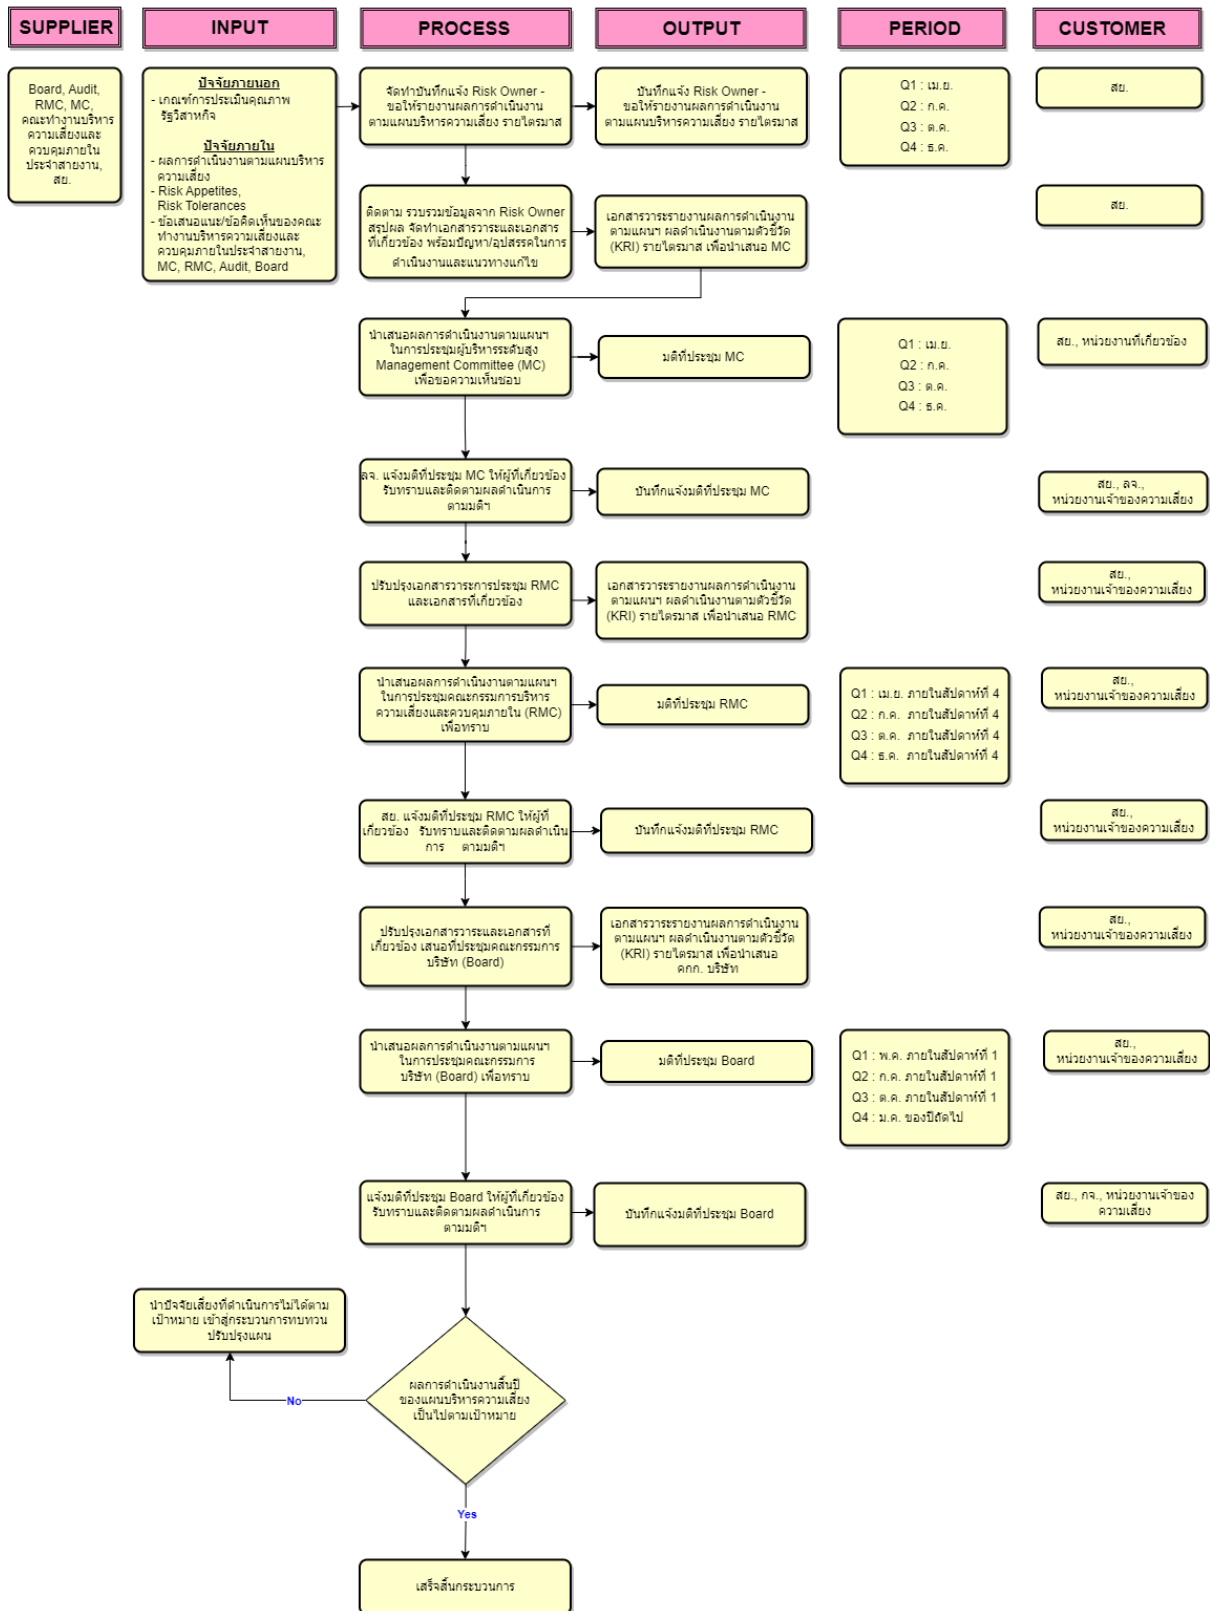 SUPPLIER
INPUT
PROCESS
OUTPUT
PERIOD
CUSTOMER
Board, Audit,
RMC, MC,
คณะทำงานบริหาร
ความเสี่ยงและ
ควบคุมภายใน
ประจำสายงาน,
สย.
ปัจจัยภายนอก
- เกณฑ์การประเมินคุณภาพ
รัฐวิสาหกิจ
ปัจจัยภายใน
- ผลการดำเนินงานตามแผนบริหาร
ความเสี่ยง
- Risk Appetites,
Risk Tolerances
- ข้อเสนอแนะ/ข้อคิดเห็นของคณะ
ทำงานบริหารความเสี่ยงและ
ควบคุมภายในประจำสายงาน,
MC, RMC, Audit, Board
จัดทำบันทึกแจ้ง Risk Owner -
ขอให้รายงานผลการดำเนินงาน
ตามแผนบริหารความเสี่ยง รายไตรมาส
บันทึกแจ้ง Risk Owner -
ขอให้รายงานผลการดำเนินงาน
ตามแผนบริหารความเสี่ยง รายไตรมาส
Q1 : เม.ย.
Q2 : ก.ค.
Q3 : ต.ค.
Q4 : ธ.ค.
สย.
ติดตาม รวบรวมข้อมูลจาก Risk Owner
สรุปผล จัดทำเอกสารวาระและเอกสาร
ที่เกี่ยวข้อง พร้อมปัญหา/อุปสรรคในการ
ดำเนินงานและแนวทางแก้ไข
เอกสารวาระรายงานผลการดำเนินงาน
ตามแผนฯ ผลดำเนินงานตามตัวชี้วัด
(KRI) รายไตรมาส เพื่อนำเสนอ MC
สย.
นำเสนอผลการดำเนินงานตามแผนฯ
ในการประชุมผู้บริหารระดับสูง
Management Committee (MC)
เพื่อขอความเห็นชอบ
มติที่ประชุม MC
Q1 : เม.ย.
Q2 : ก.ค.
Q3 : ต.ค.
Q4 : ธ.ค.
สย., หน่วยงานที่เกี่ยวข้อง
ลจ. แจ้งมติที่ประชุม MC ให้ผู้ที่เกี่ยวข้อง
รับทราบและติดตามผลดำเนินการ
ตามมติฯ
บันทึกแจ้งมติที่ประชุม MC
สย., ลจ.,
หน่วยงานเจ้าของความเสี่ยง
ปรับปรุงเอกสารวาระการประชุม RMC
และเอกสารที่เกี่ยวข้อง
เอกสารวาระรายงานผลการดำเนินงาน
ตามแผนฯ ผลดำเนินงานตามตัวชี้วัด
(KRI) รายไตรมาส เพื่อนำเสนอ RMC
สย.,
หน่วยงานเจ้าของความเสี่ยง
นำเสนอผลการดำเนินงานตามแผนฯ
ในการประชุมคณะกรรมการบริหาร
ความเสี่ยงและควบคุมภายใน (RMC)
เพื่อทราบ
มติที่ประชุม RMC
Q1 : เม.ย. ภายในสัปดาห์ที่ 4
Q2 : ก.ค. ภายในสัปดาห์ที่ 4
Q3 : ต.ค. ภายในสัปดาห์ที่ 4
Q4 : ธ.ค. ภายในสัปดาห์ที่ 4
สย.,
หน่วยงานเจ้าของความเสี่ยง
สย. แจ้งมติที่ประชุม RMC ให้ผู้ที่
เกี่ยวข้อง รับทราบและติดตามผลดำเนิน
การ ตามมติฯ
บันทึกแจ้งมติที่ประชุม RMC
สย.,
หน่วยงานเจ้าของความเสี่ยง
ปรับปรุงเอกสารวาระและเอกสารที่
เกี่ยวข้อง เสนอที่ประชุมคณะกรรมการ
บริษัท (Board)
เอกสารวาระรายงานผลการดำเนินงาน
ตามแผนฯ ผลดำเนินงานตามตัวชี้วัด
(KRI) รายไตรมาส เพื่อนำเสนอ
คกก. บริษัท
สย.,
หน่วยงานเจ้าของความเสี่ยง
นำเสนอผลการดำเนินงานตามแผนฯ
ในการประชุมคณะกรรมการ
บริษัท (Board) เพื่อทราบ
มติที่ประชุม Board
Q1 : พ.ค. ภายในสัปดาห์ที่ 1
Q2 : ก.ค. ภายในสัปดาห์ที่ 1
Q3 : ต.ค. ภายในสัปดาห์ที่ 1
Q4 : ม.ค. ของปีถัดไป
สย.,
หน่วยงานเจ้าของความเสี่ยง
แจ้งมติที่ประชุม Board ให้ผู้ที่เกี่ยวข้อง
รับทราบและติดตามผลดำเนินการ
ตามมติฯ
บันทึกแจ้งมติที่ประชุม Board
สย., กจ., หน่วยงานเจ้าของ
ความเสี่ยง
นำปัจจัยเสี่ยงที่ดำเนินการไม่ได้ตาม
เป้าหมาย เข้าสู่กระบวนการทบทวน
ปรับปรุงแผน
ผลการดำเนินงานสิ้นปี
ของแผนบริหารความเสี่ยง
เป็นไปตามเป้าหมาย
No
Yes
เสร็จสิ้นกระบวนการ